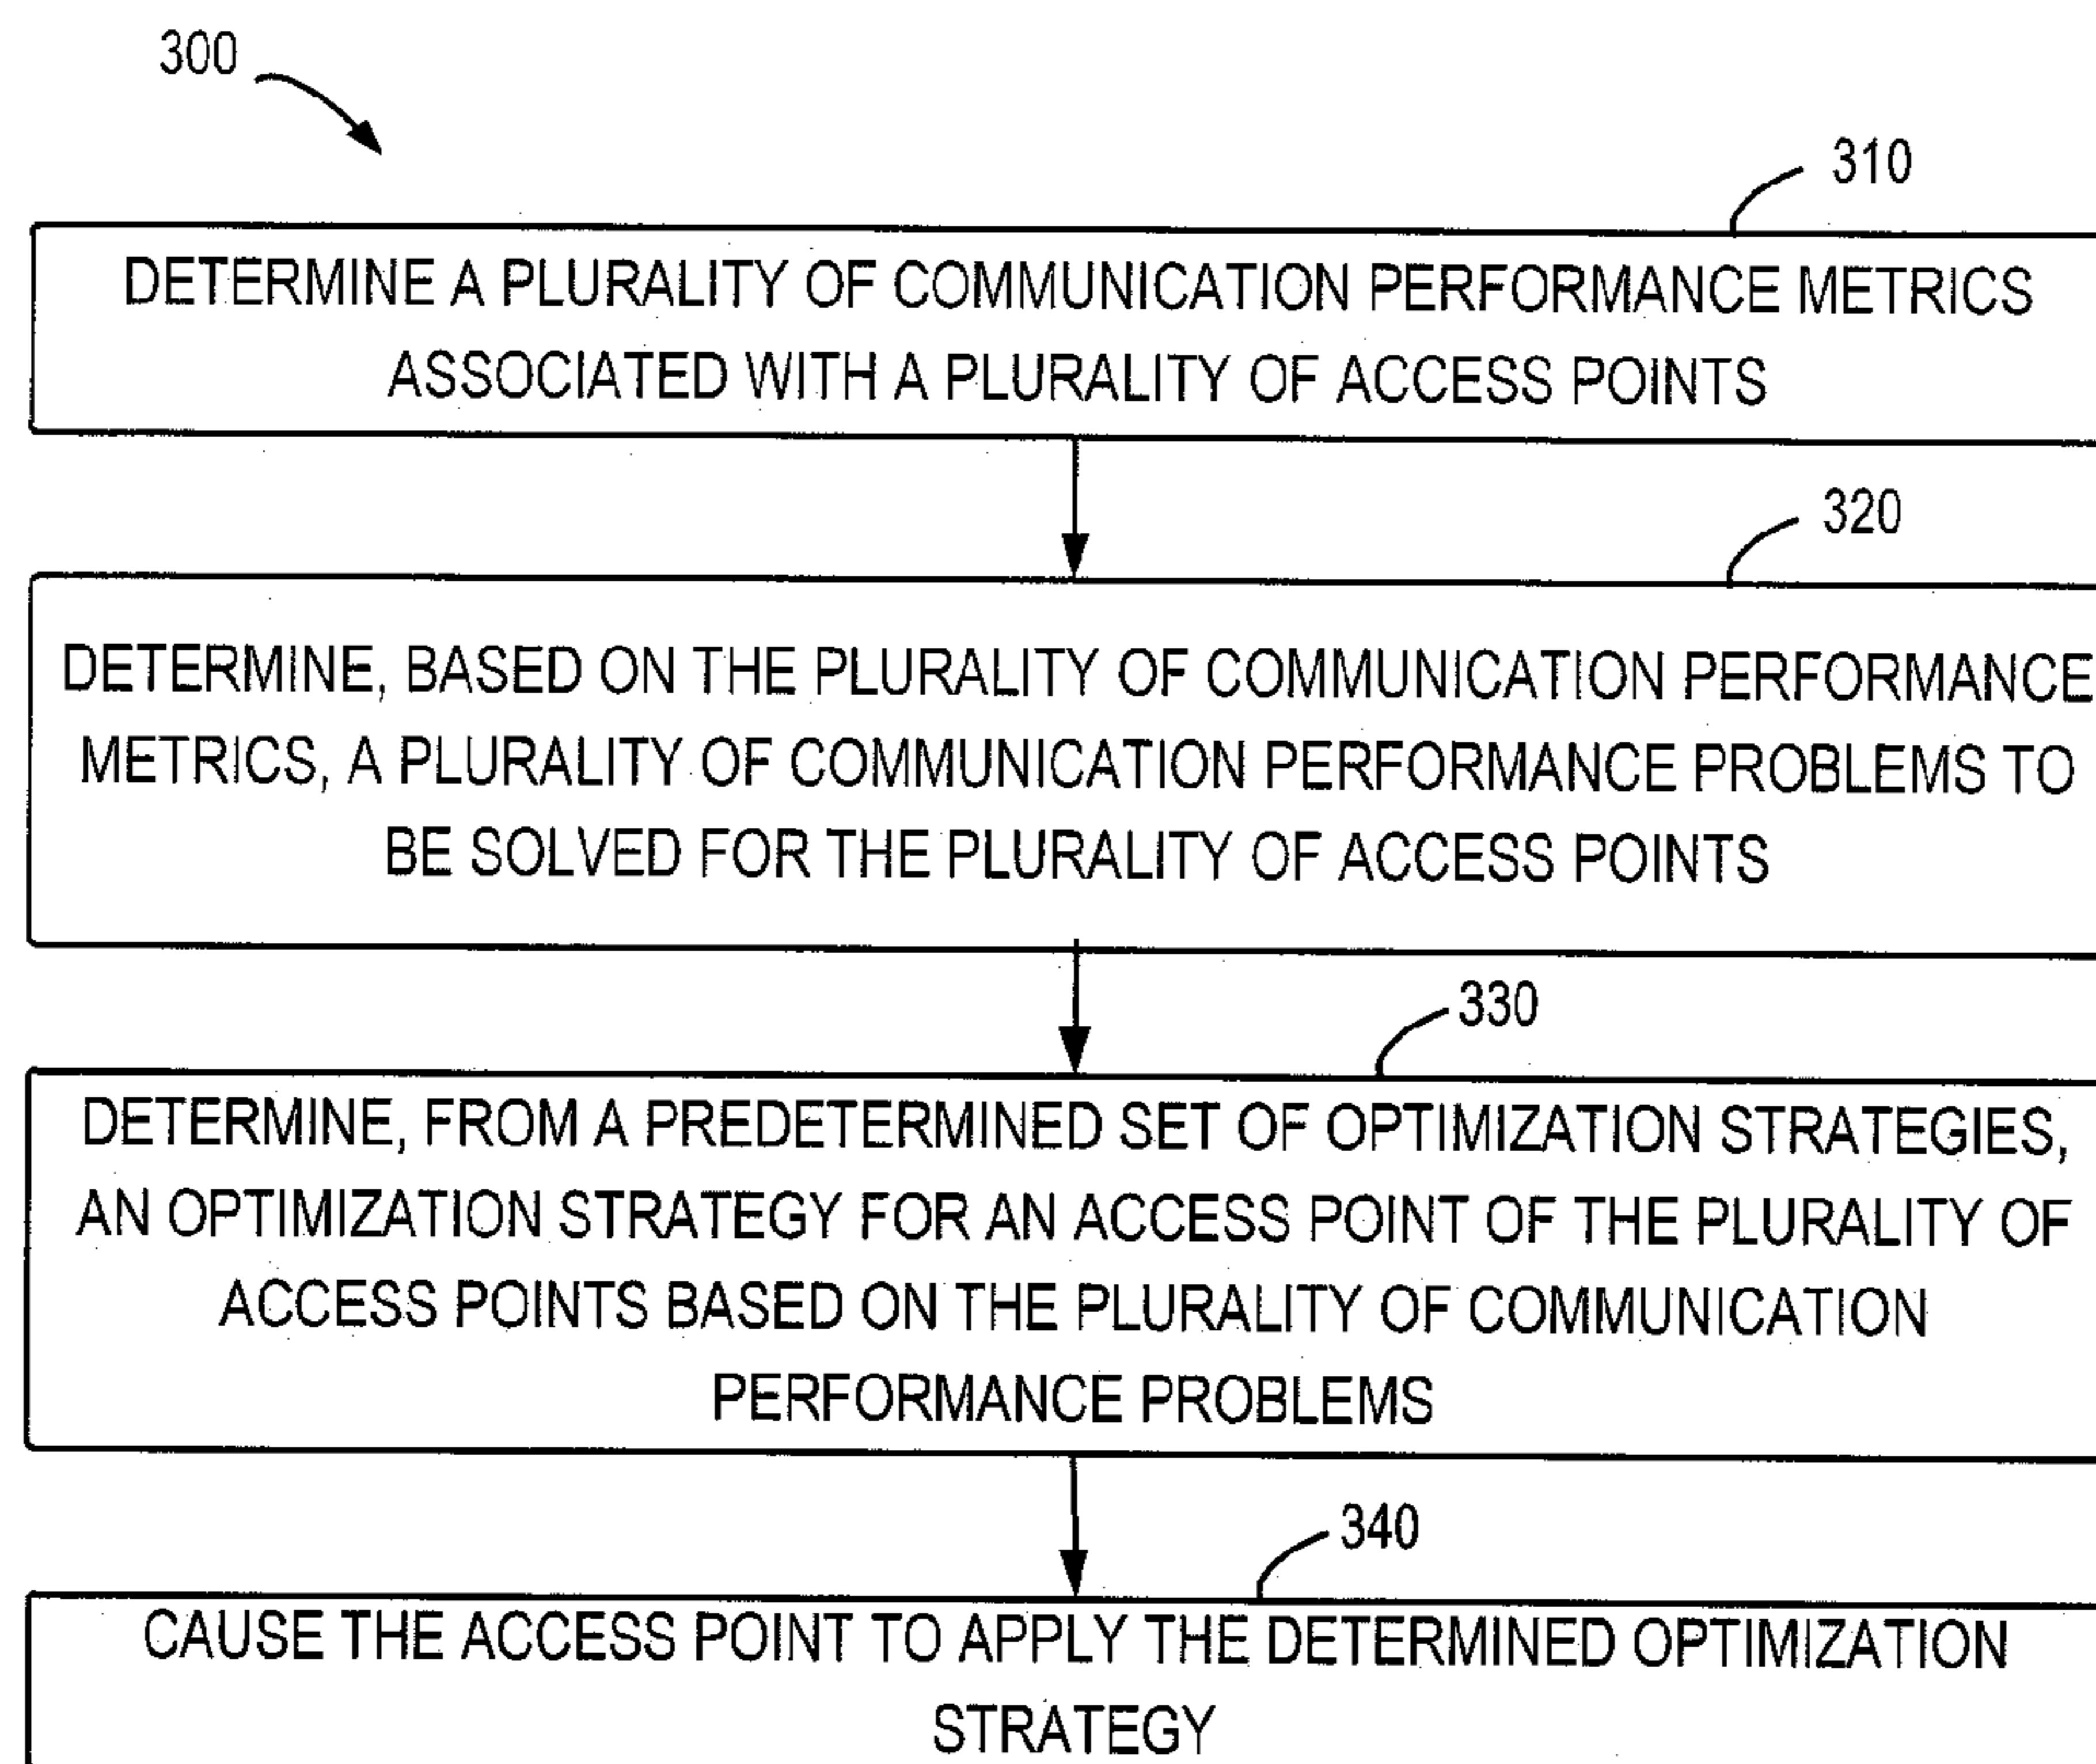 300
310
DETERMINE A PLURALITY OF COMMUNICATION PERFORMANCE METRICS
ASSOCIATED WITH A PLURALITY OF ACCESS POINTS
320
DETERMINE, BASED ON THE PLURALITY OF COMMUNICATION PERFORMANCE
METRICS, A PLURALITY OF COMMUNICATION PERFORMANCE PROBLEMS TO
BE SOLVED FOR THE PLURALITY OF ACCESS POINTS
330
DETERMINE, FROM A PREDETERMINED SET OF OPTIMIZATION STRATEGIES,
AN OPTIMIZATION STRATEGY FOR AN ACCESS POINT OF THE PLURALITY OF
ACCESS POINTS BASED ON THE PLURALITY OF COMMUNICATION
PERFORMANCE PROBLEMS
340
CAUSE THE ACCESS POINT TO APPLY THE DETERMINED OPTIMIZATION
STRATEGY